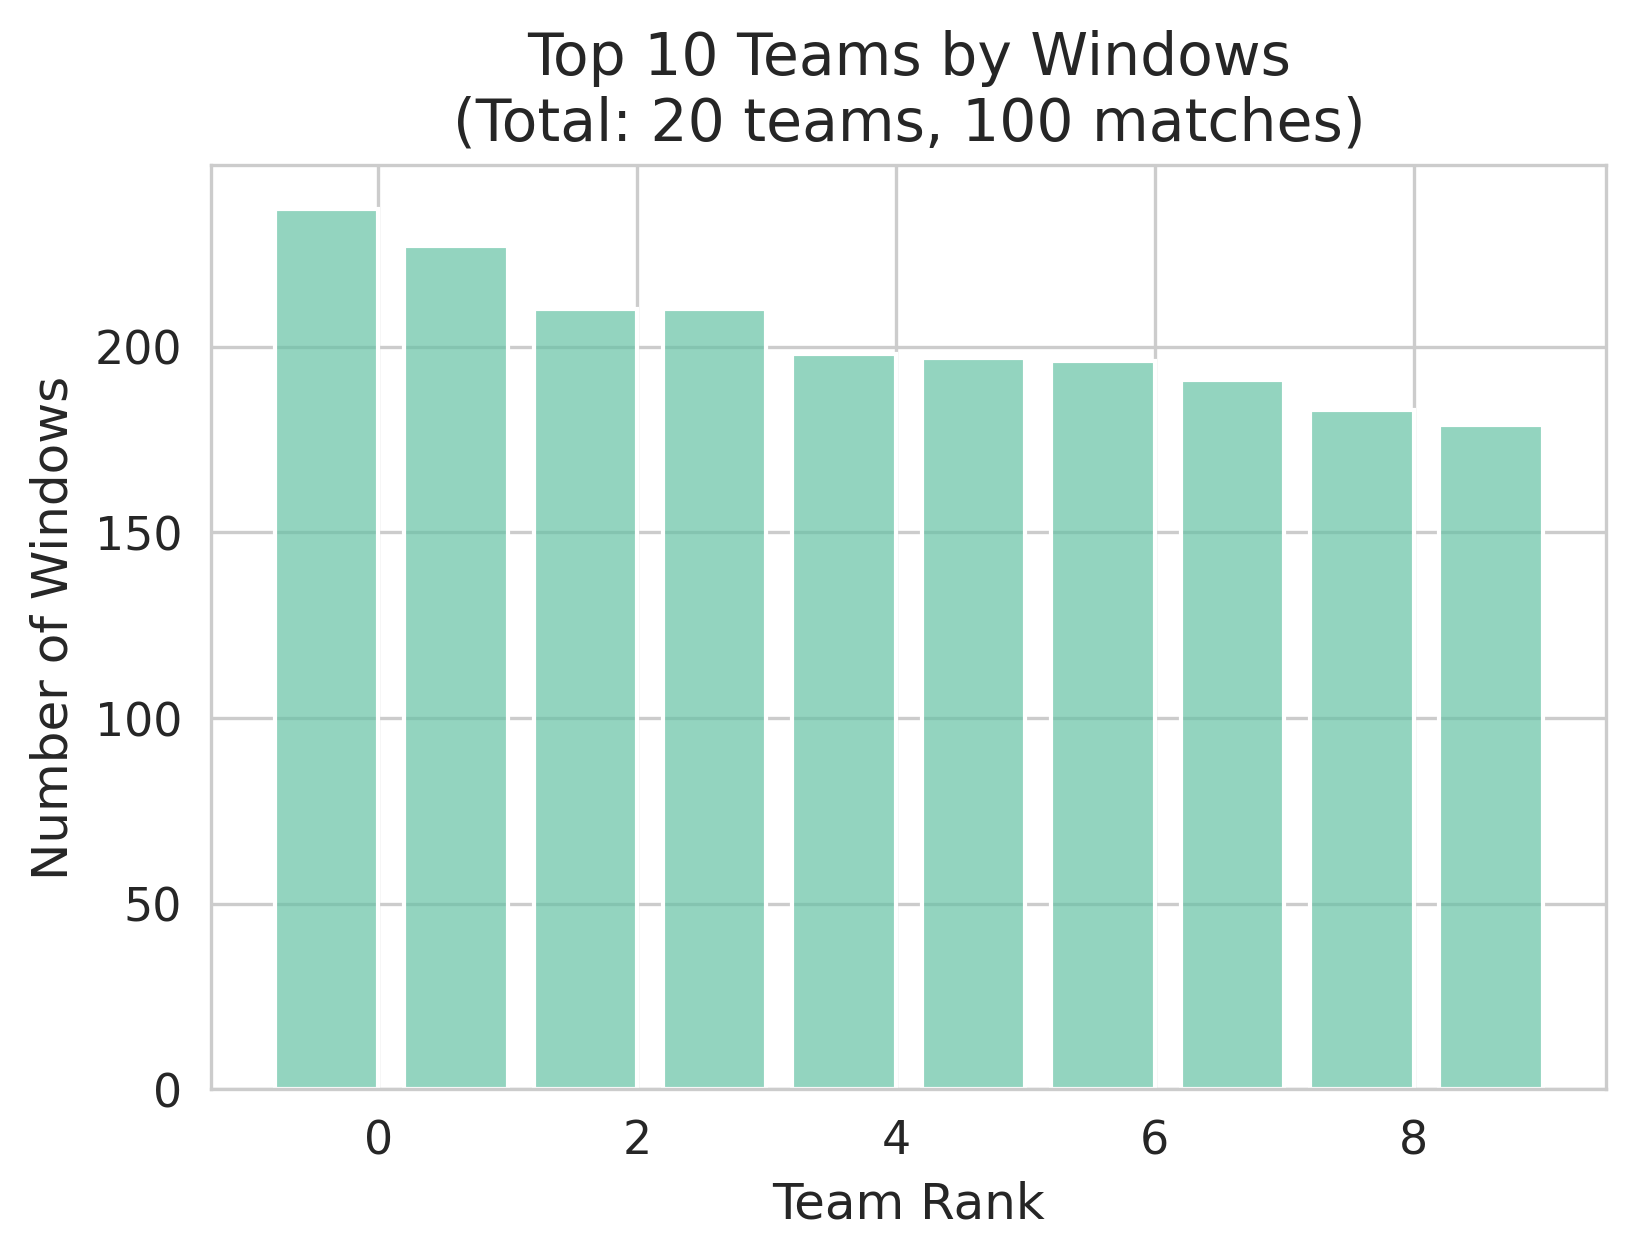 Top 10 Teams by Windows
(Total: 20 teams, 100 matches)
Number of Windows
200
150
100
50
0
0 2 4 6 8
Team Rank